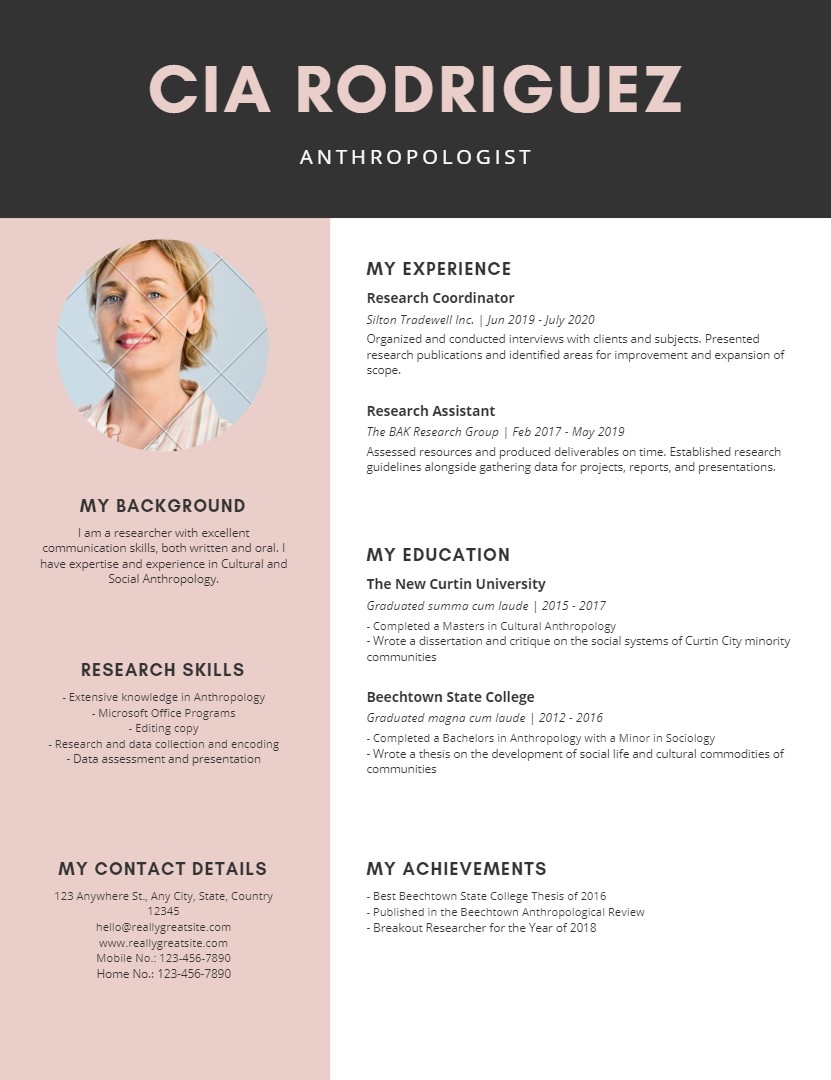 CIA RODRIGUEZ
ANTHROPOLOGIST
MY BACKGROUND
I am a researcher with excellent
communication skills, both written and oral. I
have expertise and experience in Cultural and
Social Anthropology.
RESEARCH SKILLS
- Extensive knowledge in Anthropology
- Microsoft Office Programs
- Editing copy
- Research and data collection and encoding
- Data assessment and presentation
MY CONTACT DETAILS
123 Anywhere St., Any City, State, Country
12345
hello@reallygreatsite.com
www.reallygreatsite.com
Mobile No.: 123-456-7890
Home No.: 123-456-7890
MY EXPERIENCE
Research Coordinator
Silton Tradewell Inc. | Jun 2019 - July 2020
Organized and conducted interviews with clients and subjects. Presented
research publications and identified areas for improvement and expansion of
scope.
Research Assistant
The BAK Research Group | Feb 2017 - May 2019
Assessed resources and produced deliverables on time. Established research
guidelines alongside gathering data for projects, reports, and presentations.
MY EDUCATION
The New Curtin University
Graduated summa cum laude | 2015 - 2017
- Completed a Masters in Cultural Anthropology
- Wrote a dissertation and critique on the social systems of Curtin City minority
communities
Beechtown State College
Graduated magna cum laude | 2012 - 2016
- Completed a Bachelors in Anthropology with a Minor in Sociology
- Wrote a thesis on the development of social life and cultural commodities of
communities
MY ACHIEVEMENTS
- Best Beechtown State College Thesis of 2016
- Published in the Beechtown Anthropological Review
- Breakout Researcher for the Year of 2018